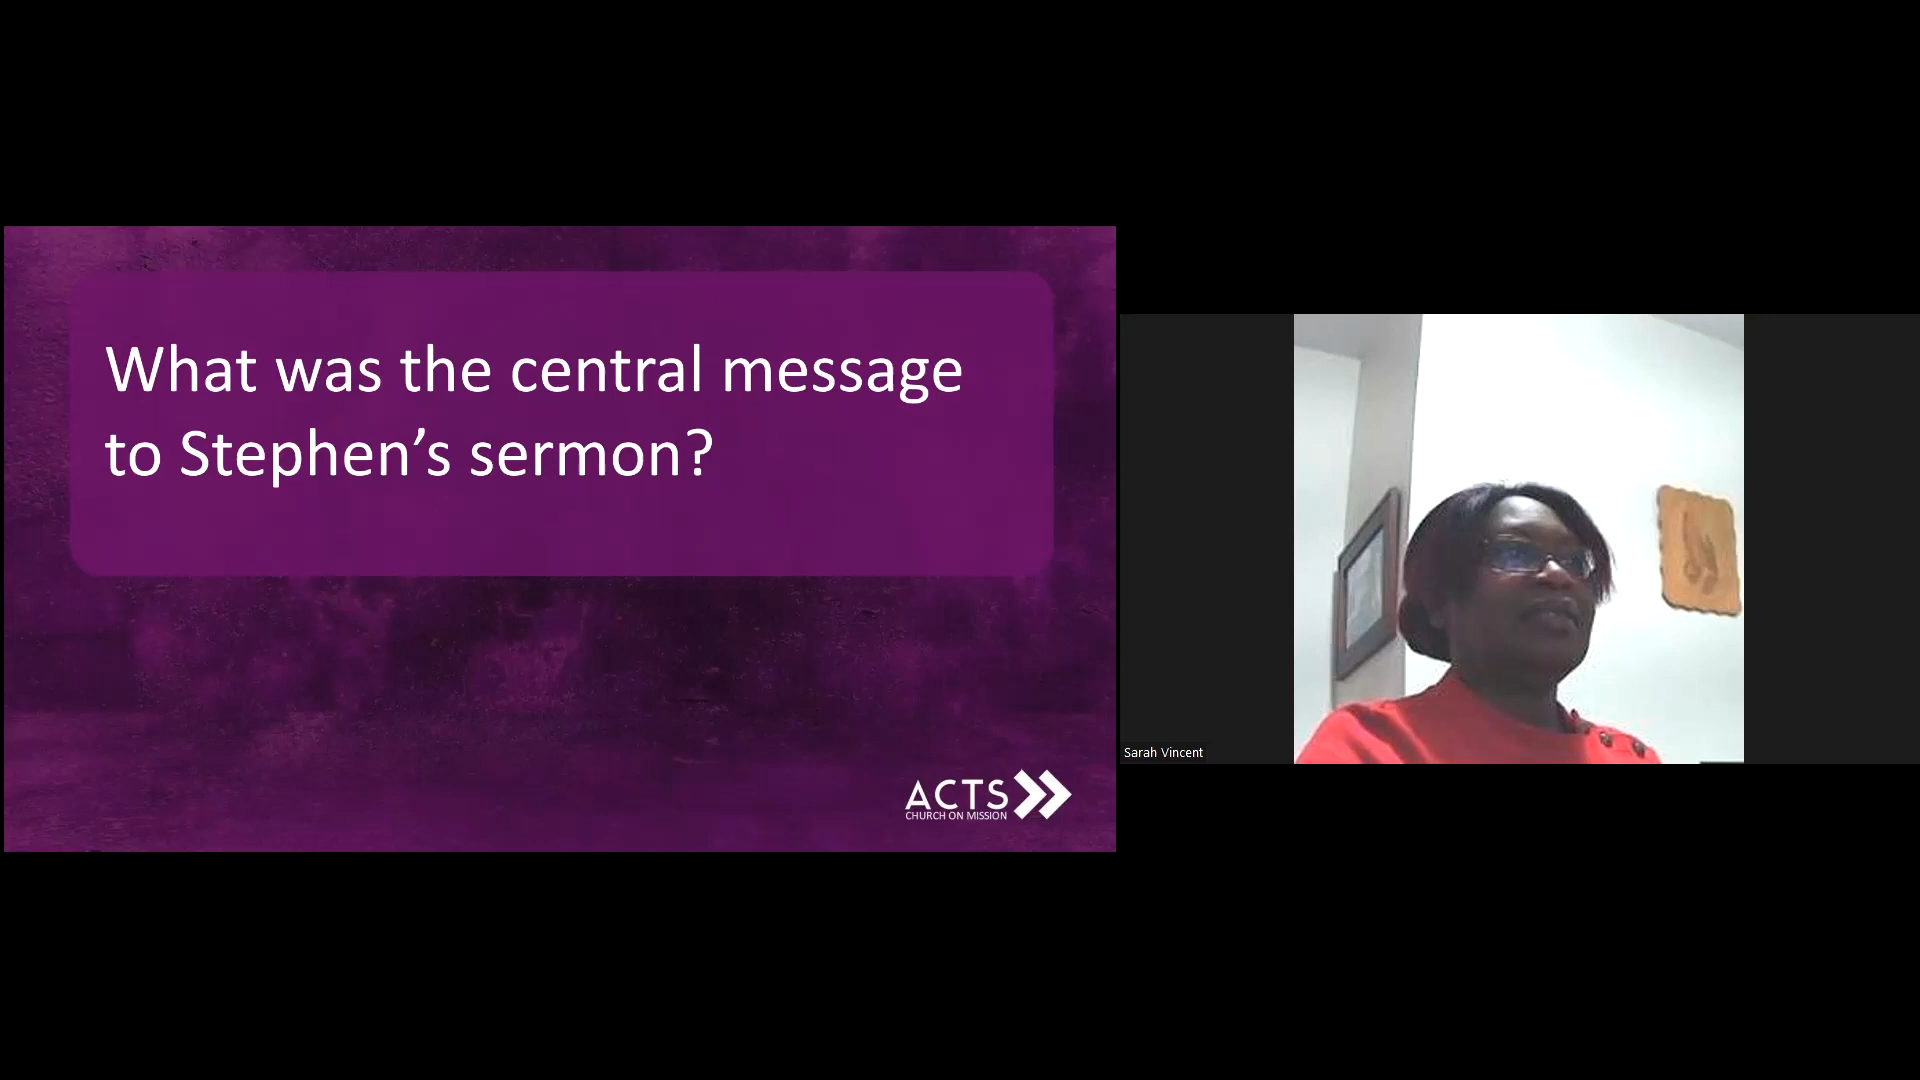 What was the central message
to Stephen’s sermon?
ACTS
CHURCH ON MISSION
Sarah Vincent